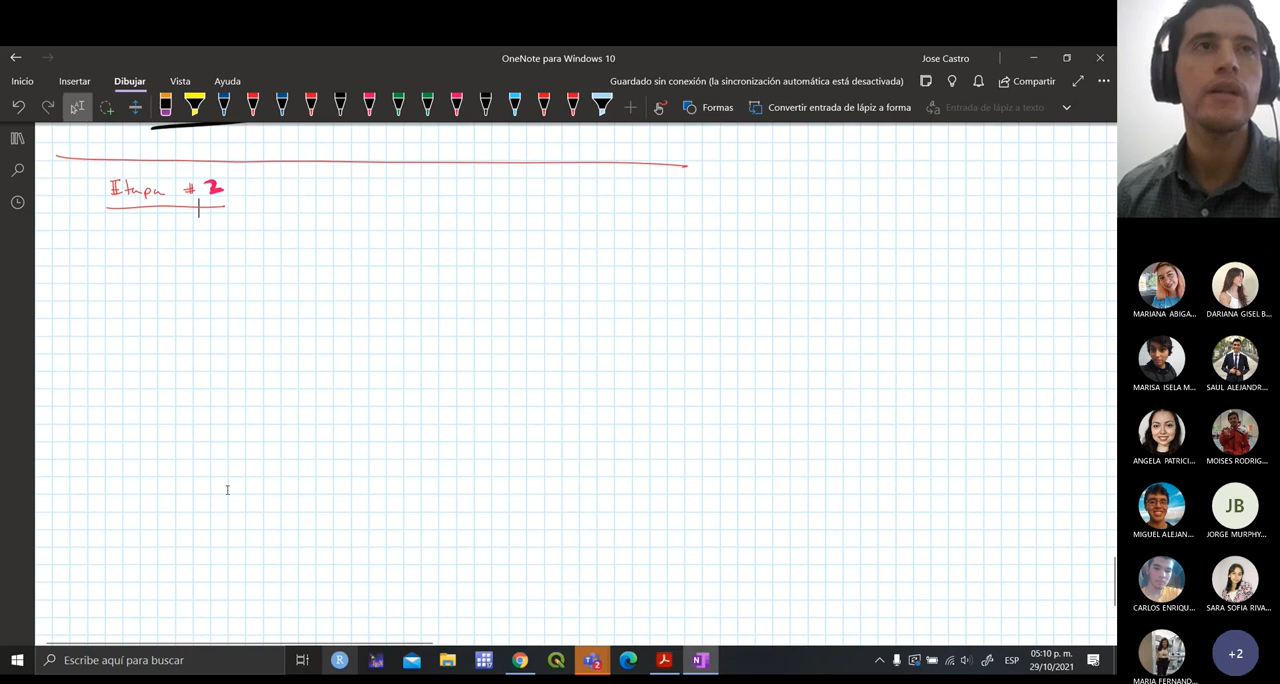 OneNote para Windows 10
Jose Castro
Inicio
Insertar
Dibujar
Vista
Ayuda
Guardado sin conexión (la sincronización automática está desactivada)
Compartir
Formas
Convertir entrada de lápiz a forma
Entrada de lápiz a texto
Etapa # 2
MARIANA ABIGA...
DARIANA GISEL B...
MARISA ISELA M...
SAUL ALEJANDR...
ANGELA PATRICI...
MOISES RODRIG...
JB
MIGUEL ALEJAN...
JORGE MURPHY...
CARLOS ENRIQU...
SARA SOFIA RIVA...
+2
MARIA FERNAND...
Escribe aquí para buscar
ESP
05:10 p. m.
29/10/2021